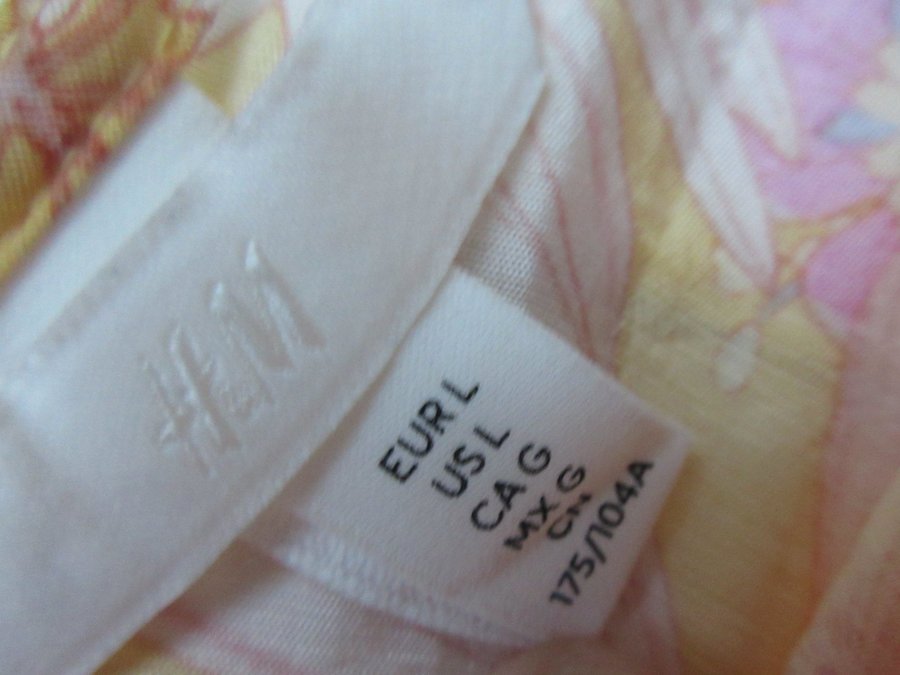 H&M
EUR L
US L
CA G
MX G
CN
175/104A